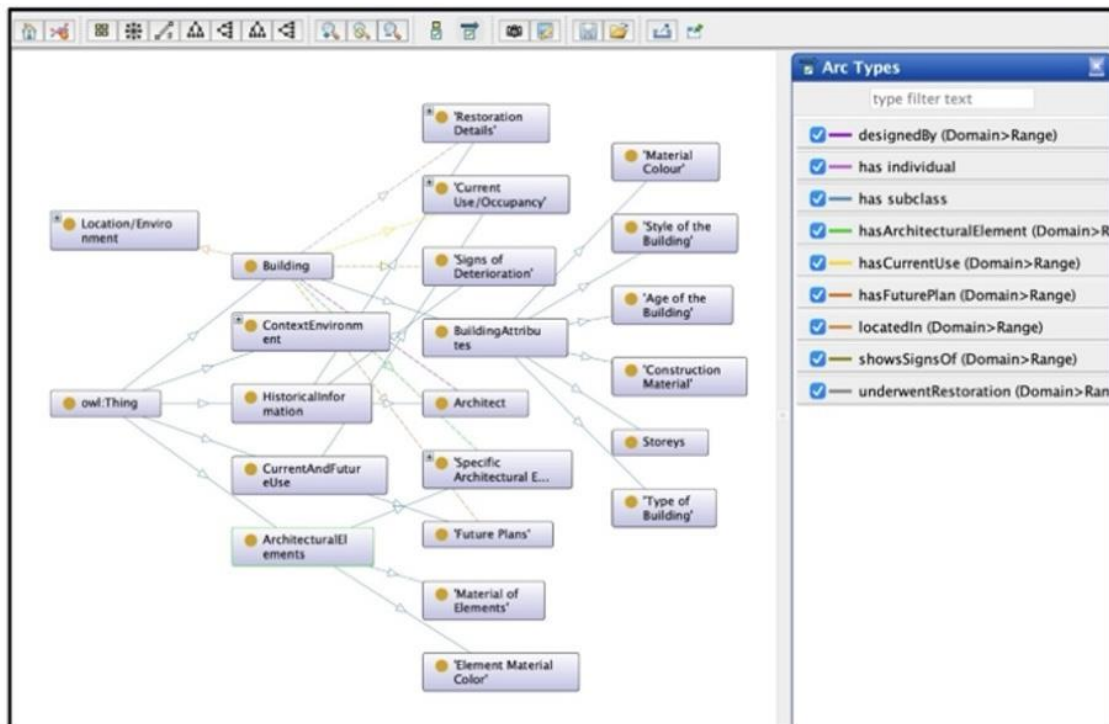 Arc Types
type filter text
designedBy (Domain>Range)
has individual
has subclass
hasArchitecturalElement (Domain>R
hasCurrentUse (Domain>Range)
hasFuturePlan (Domain>Range)
locatedIn (Domain>Range)
showsSignsOf (Domain>Range)
underwentRestoration (Domain>Ran
Location/Enviro
nment
owl:Thing
Building
ContextEnvironm
ent
HistoricalInfor
mation
CurrentAndFutur
eUse
ArchitecturalEl
ements
'Restoration
Details'
'Current
Use/Occupancy'
'Signs of
Deterioration'
BuildingAttribu
tes
Architect
'Specific
Architectural E...
'Future Plans'
'Material of
Elements'
'Element Material
Color'
'Material
Colour'
'Style of the
Building'
'Age of the
Building'
'Construction
Material'
Storeys
'Type of
Building'